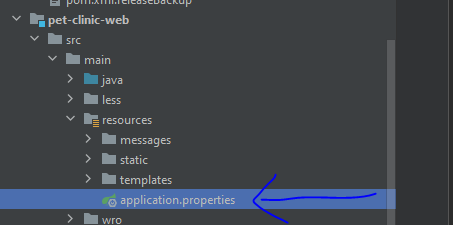 pom.xml.releaseBackup
pet-clinic-web
src
main
java
less
resources
messages
static
templates
application.properties
wro